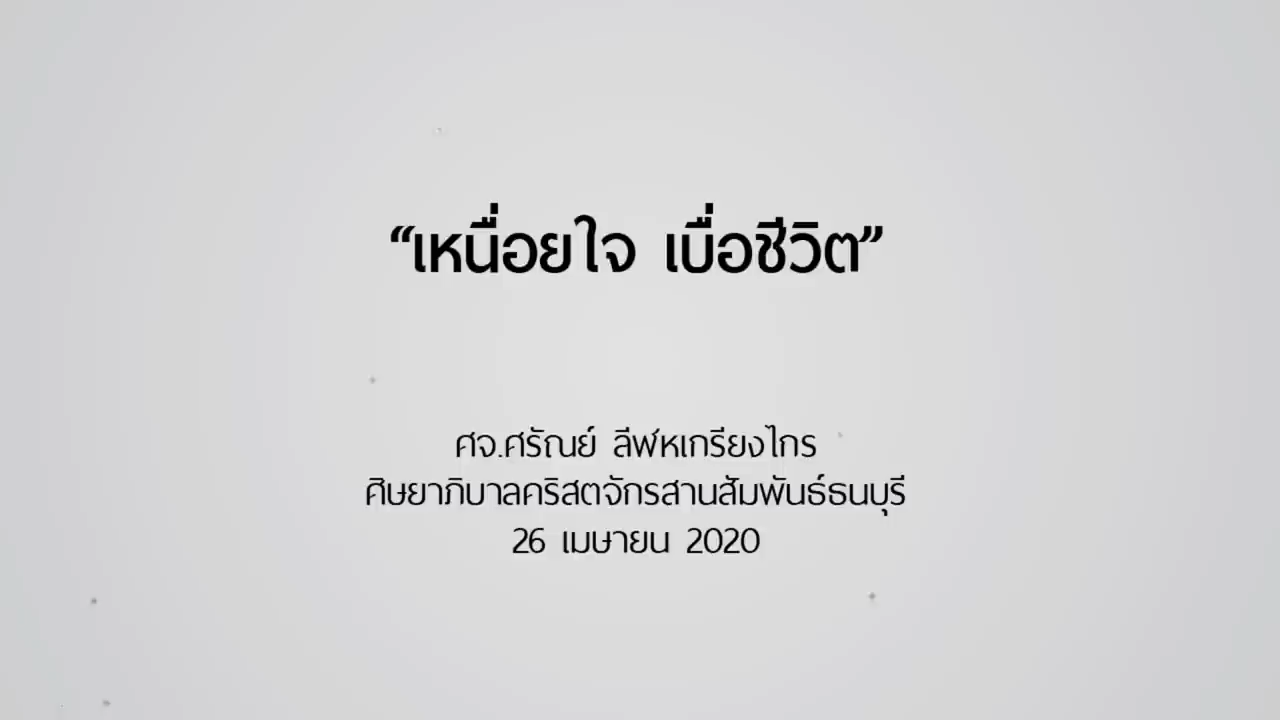 “เหนื่อยใจ เบื่อชีวิต”
ศจ.ศรัณย์ ลีฬหเกรียงไกร
ศิษยาภิบาลคริสตจักรสานสัมพันธ์ธนบุรี
26 เมษายน 2020